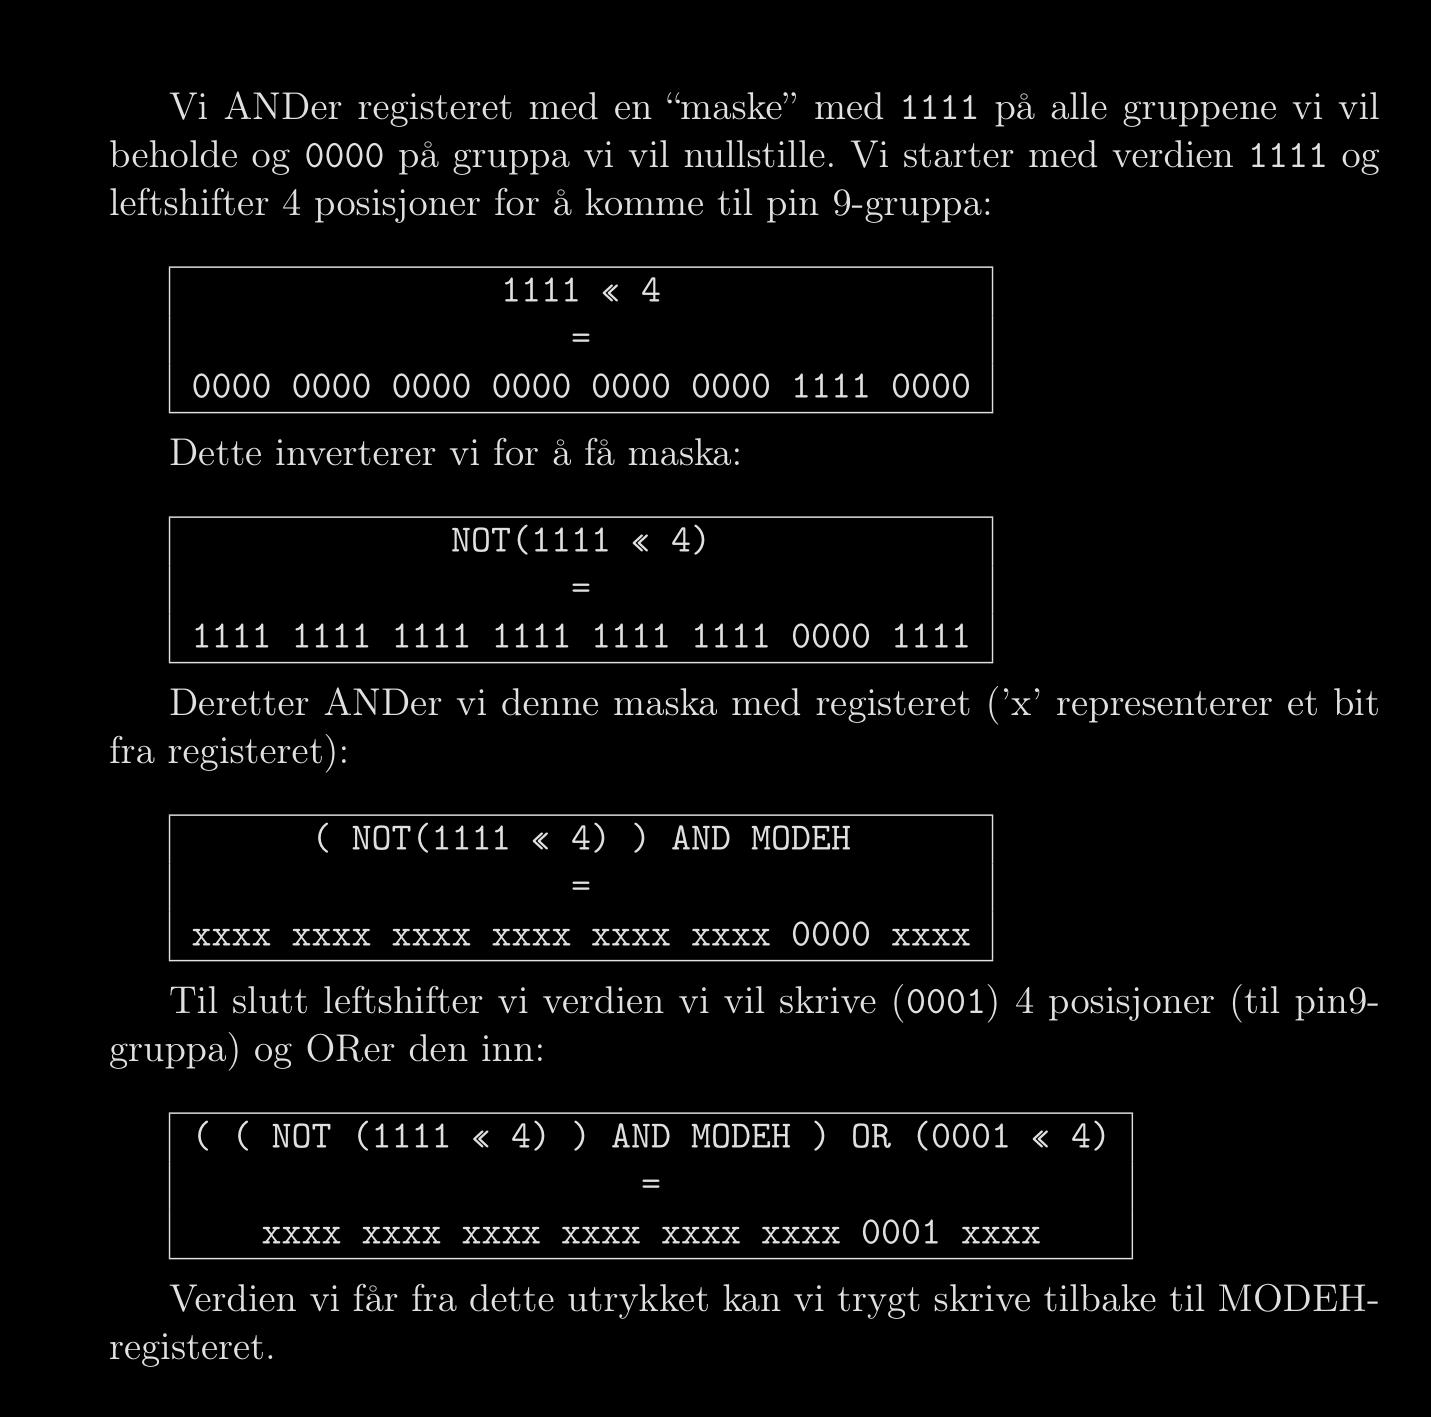 Vi ANDer registeret med en “maske” med 1111 på alle gruppene vi vil
beholde og 0000 på gruppa vi vil nullstille. Vi starter med verdien 1111 og
leftshifter 4 posisjoner for å komme til pin 9-gruppa:
1111 « 4
=
0000 0000 0000 0000 0000 0000 1111 0000
Dette inverterer vi for å få maska:
NOT(1111 « 4)
=
1111 1111 1111 1111 1111 1111 0000 1111
Deretter ANDer vi denne maska med registeret (’x’ representerer et bit
fra registeret):
( NOT(1111 « 4) ) AND MODEH
=
xxxx xxxx xxxx xxxx xxxx xxxx 0000 xxxx
Til slutt leftshifter vi verdien vi vil skrive (0001) 4 posisjoner (til pin9-
gruppa) og ORer den inn:
( ( NOT (1111 « 4) ) AND MODEH ) OR (0001 « 4)
=
xxxx xxxx xxxx xxxx xxxx xxxx 0001 xxxx
Verdien vi får fra dette utrykket kan vi trygt skrive tilbake til MODEH-
registeret.